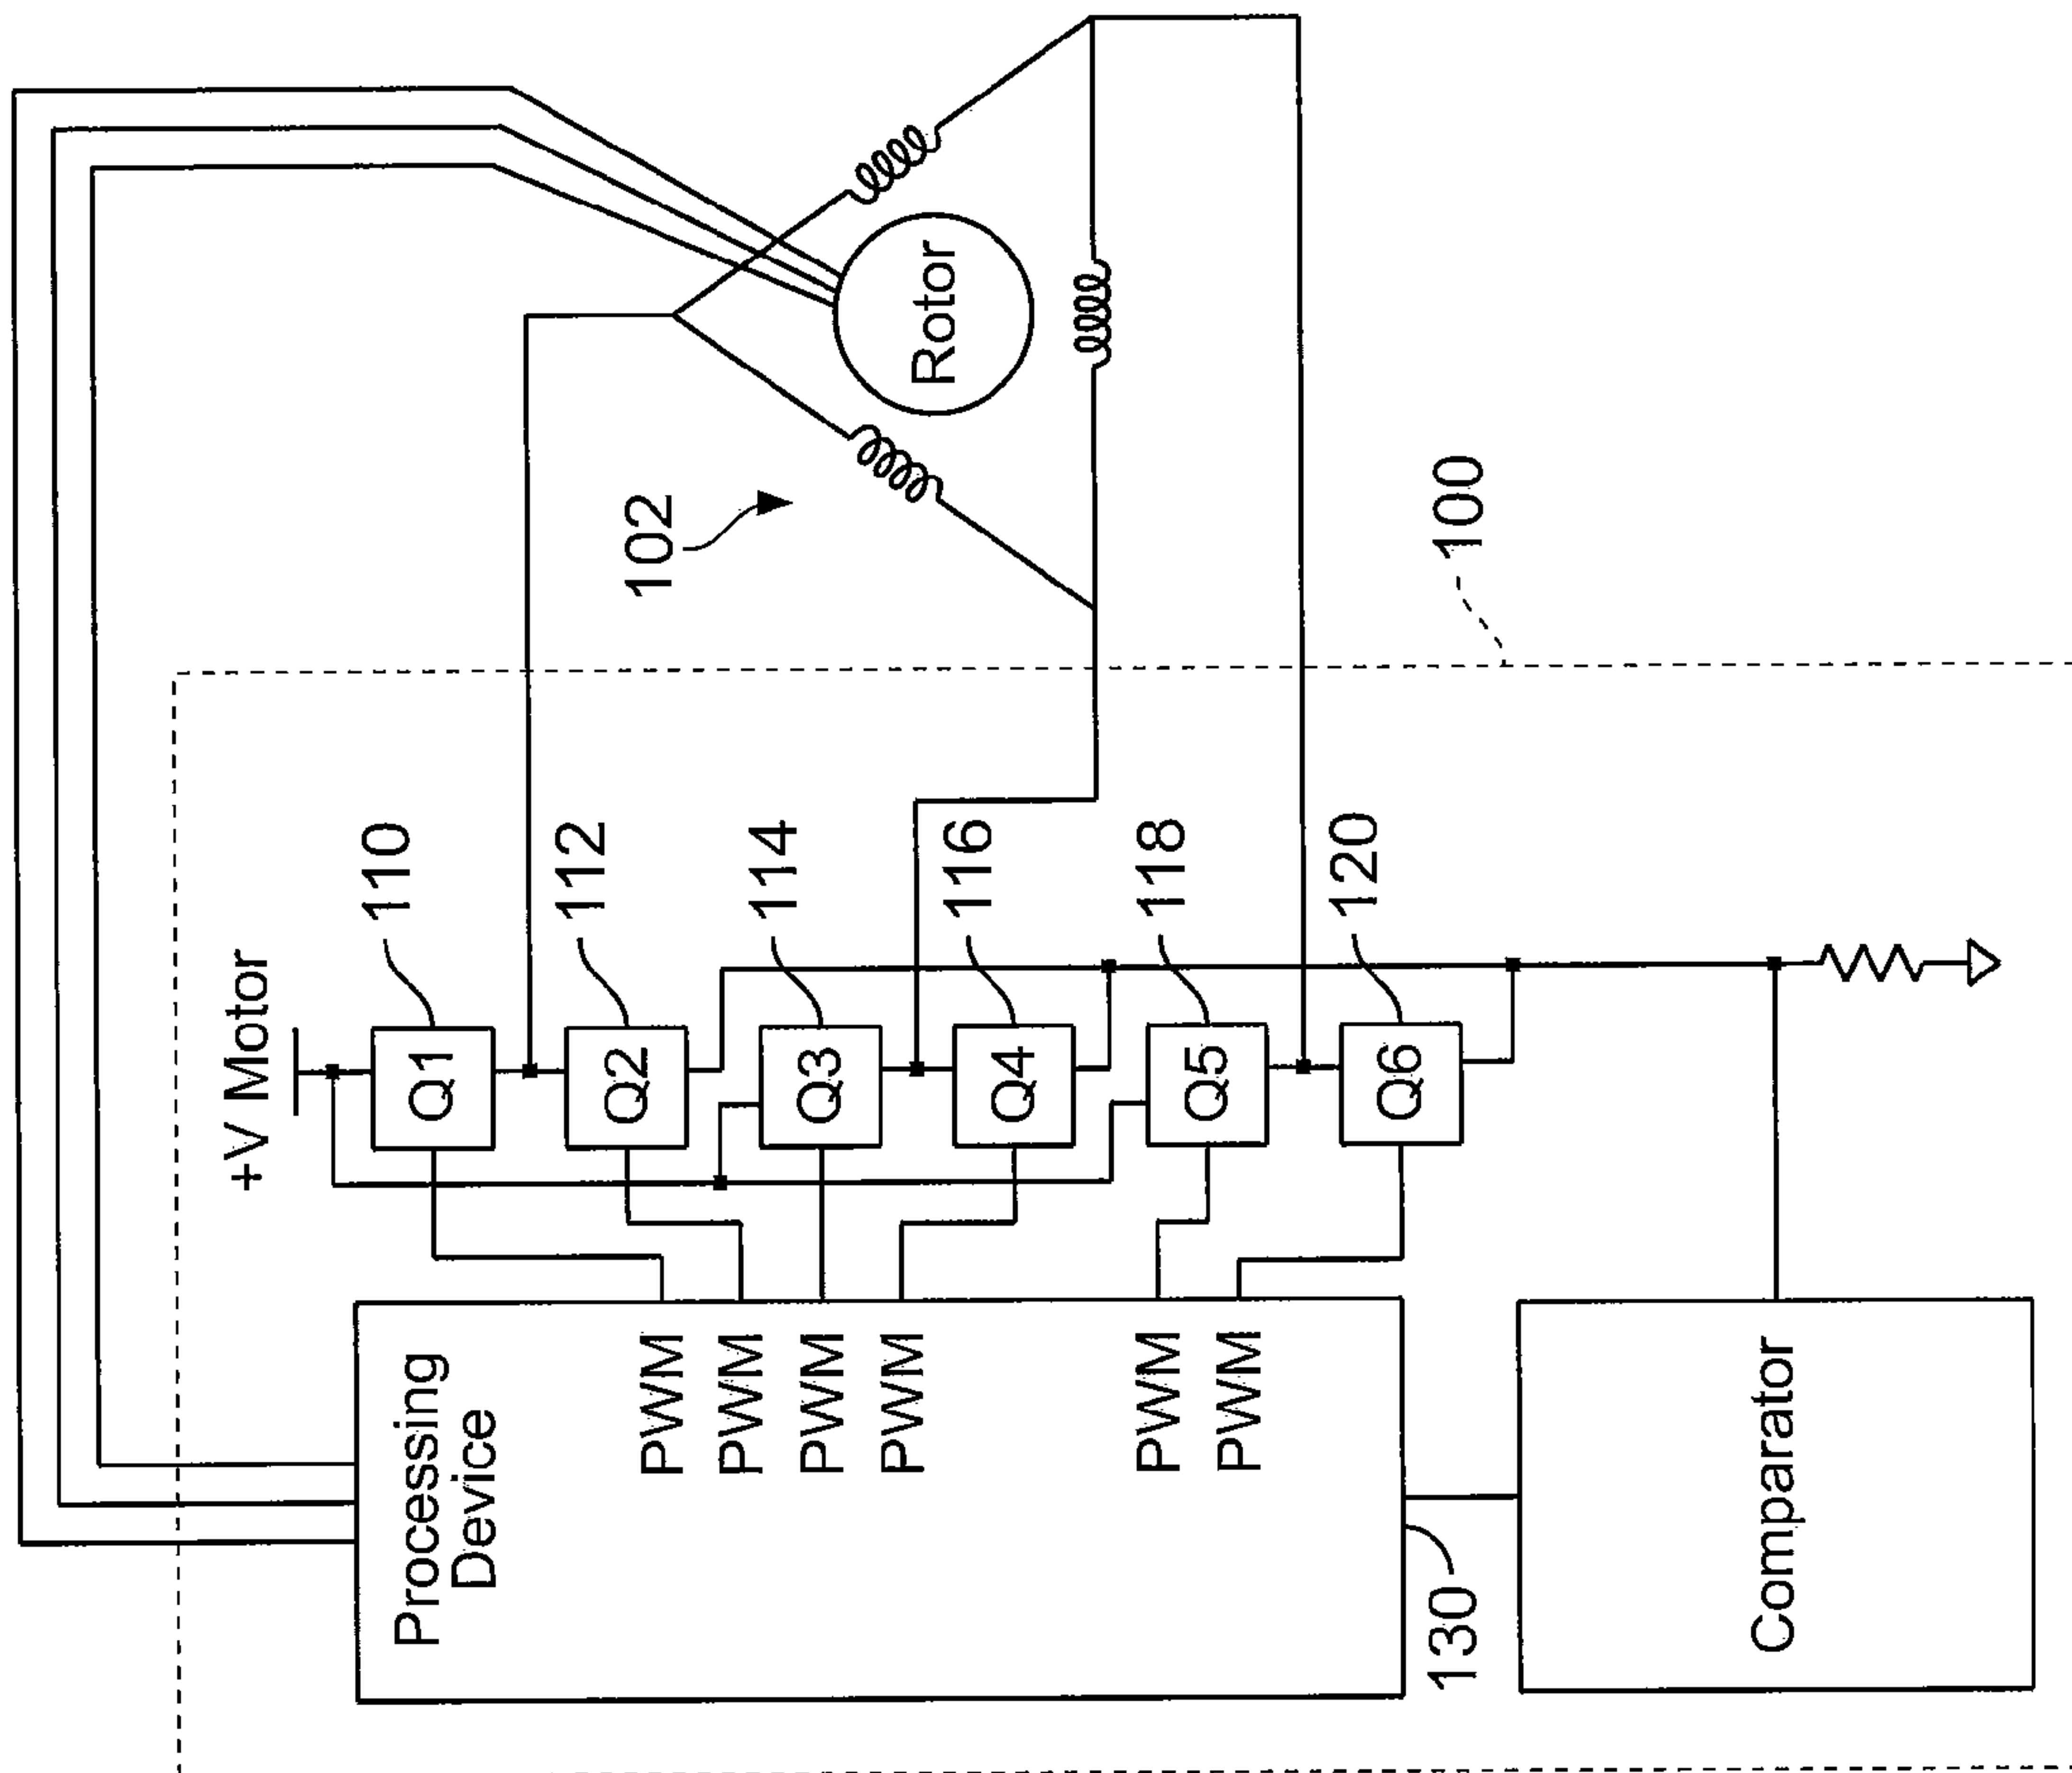 Processing
Device
PWM
PWM
PWM
PWM
PWM
PWM
130
Comparator
+V Motor
Q1
Q2
Q3
Q4
Q5
Q6
110
112
114
116
118
120
102
100
Rotor